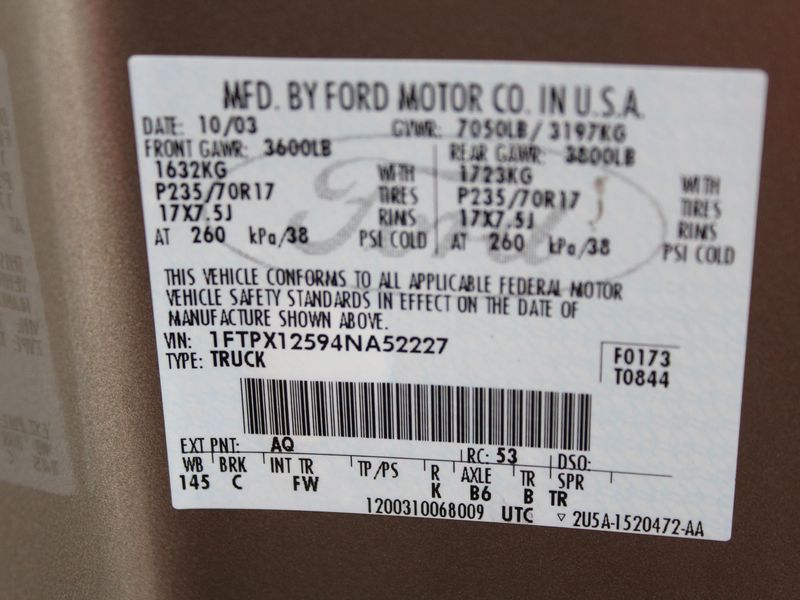 MFD. BY FORD MOTOR CO. IN U.S.A.
DATE: 10/03 GVWR: 7050LB / 3197KG
FRONT GAWR: 3600LB REAR GAWR: 3800LB
1632KG WITH 1723KG WITH
P235/70R17 TIRES P235/70R17 TIRES
17X7.5J RIMS 17X7.5J RIMS
AT 260 kPa/38 PSI COLD AT 260 kPa/38 PSI COLD
Ford
THIS VEHICLE CONFORMS TO ALL APPLICABLE FEDERAL MOTOR
VEHICLE SAFETY STANDARDS IN EFFECT ON THE DATE OF
MANUFACTURE SHOWN ABOVE.
VIN: 1FTPX12594NA52227
TYPE: TRUCK
F0173
T0844
EXT PNT: AQ RC: 53 DSO:
WB BRK INT TR TP/PS R AXLE TR SPR
145 C FW K B6 B TR
1200310068009 UTC ▽ 2U5A-1520472-AA